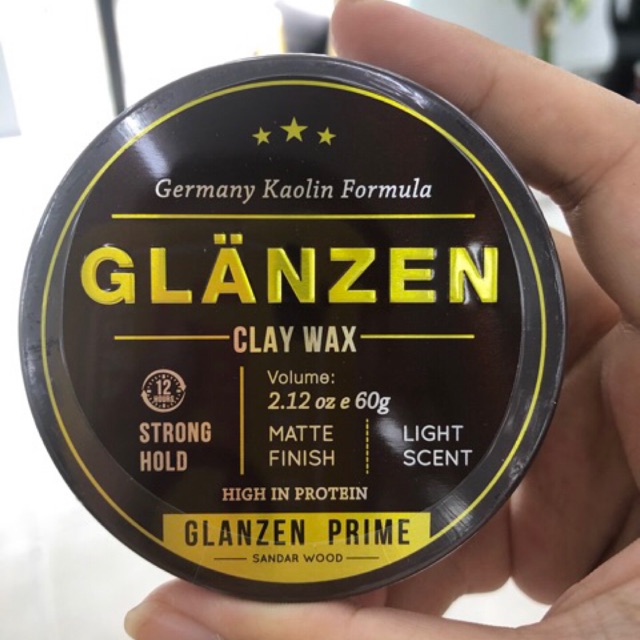 Germany Kaolin Formula
GLÄNZEN
CLAY WAX
12
HOURS
STRONG
HOLD
Volume:
2.12 oz e 60g
MATTE
FINISH
LIGHT
SCENT
HIGH IN PROTEIN
GLANZEN PRIME
SANDAR WOOD